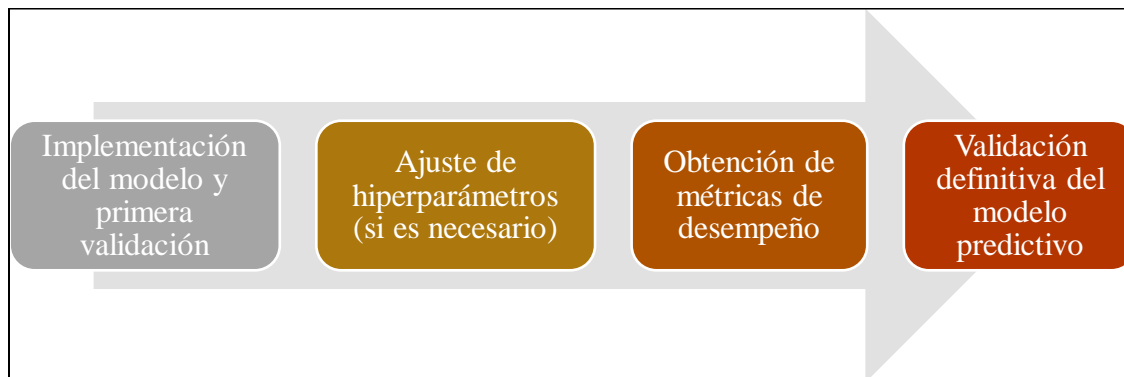 Implementación
del modelo y
primera
validación
Ajuste de
hiperparámetros
(si es necesario)
Obtención de
métricas de
desempeño
Validación
definitiva del
modelo
predictivo